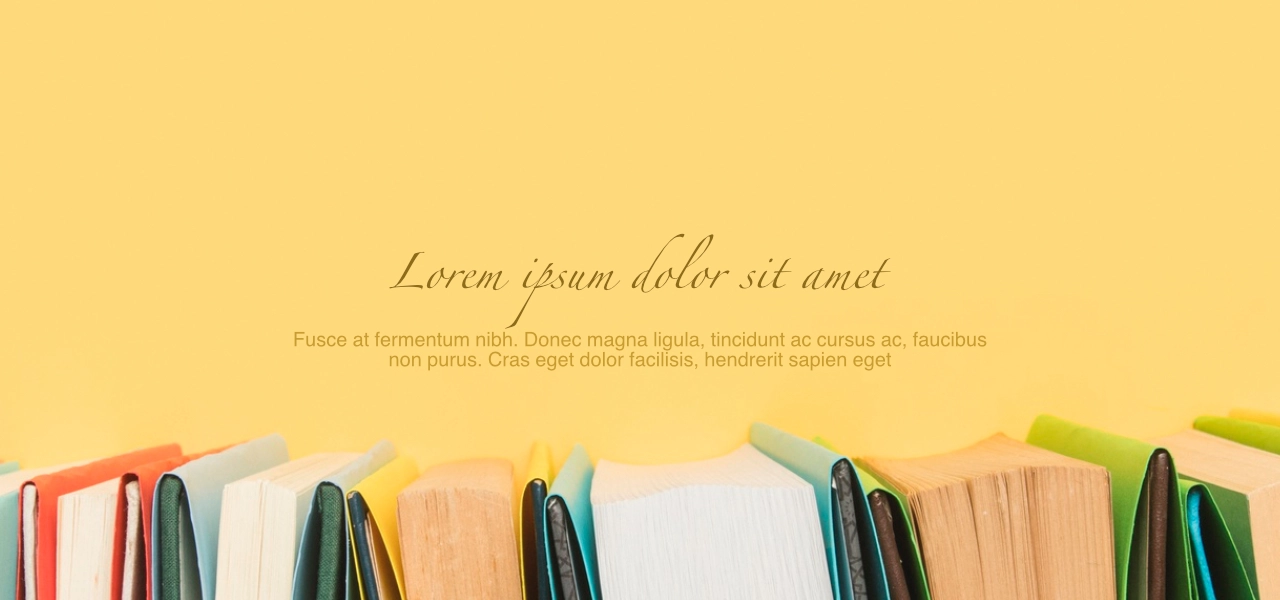 Lorem ipsum dolor sit amet
Fusce at fermentum nibh. Donec magna ligula, tincidunt ac cursus ac, faucibus
non purus. Cras eget dolor facilisis, hendrerit sapien eget